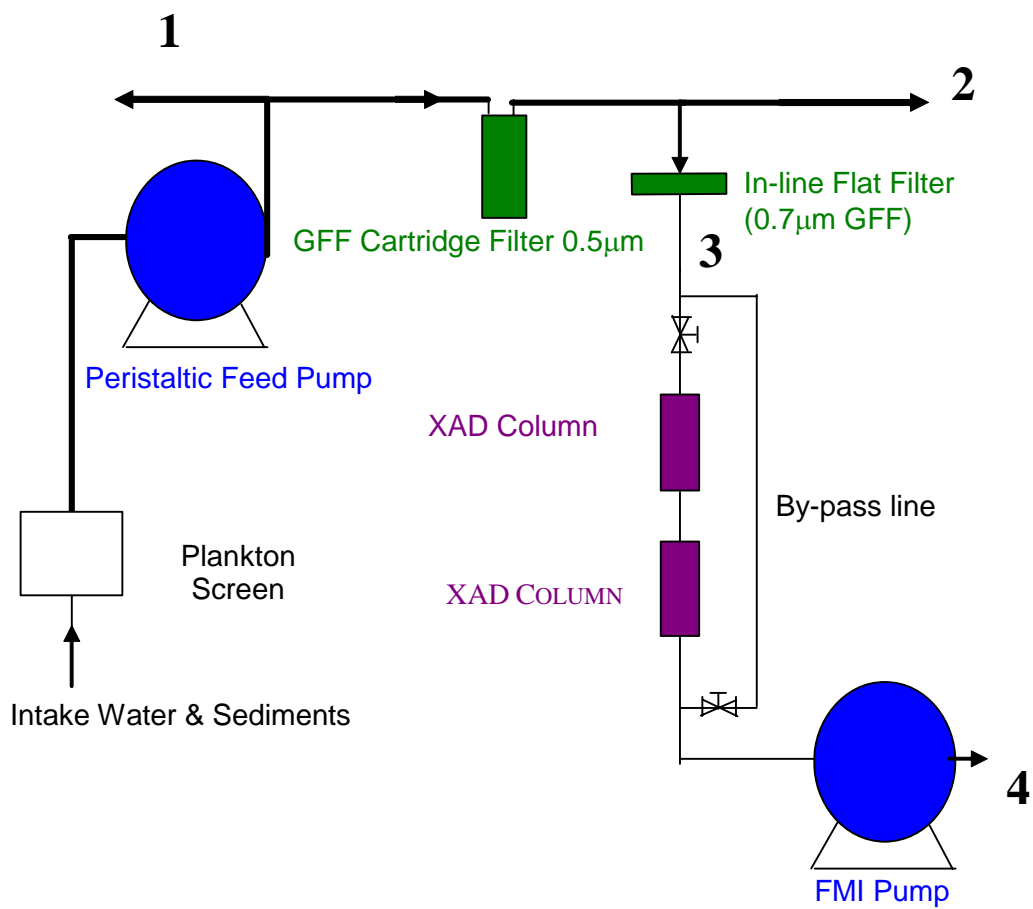 1
2
In-line Flat Filter
(0.7μm GFF)
GFF Cartridge Filter 0.5μm
3
Peristaltic Feed Pump
XAD Column
By-pass line
Plankton
Screen
XAD COLUMN
Intake Water & Sediments
4
FMI Pump